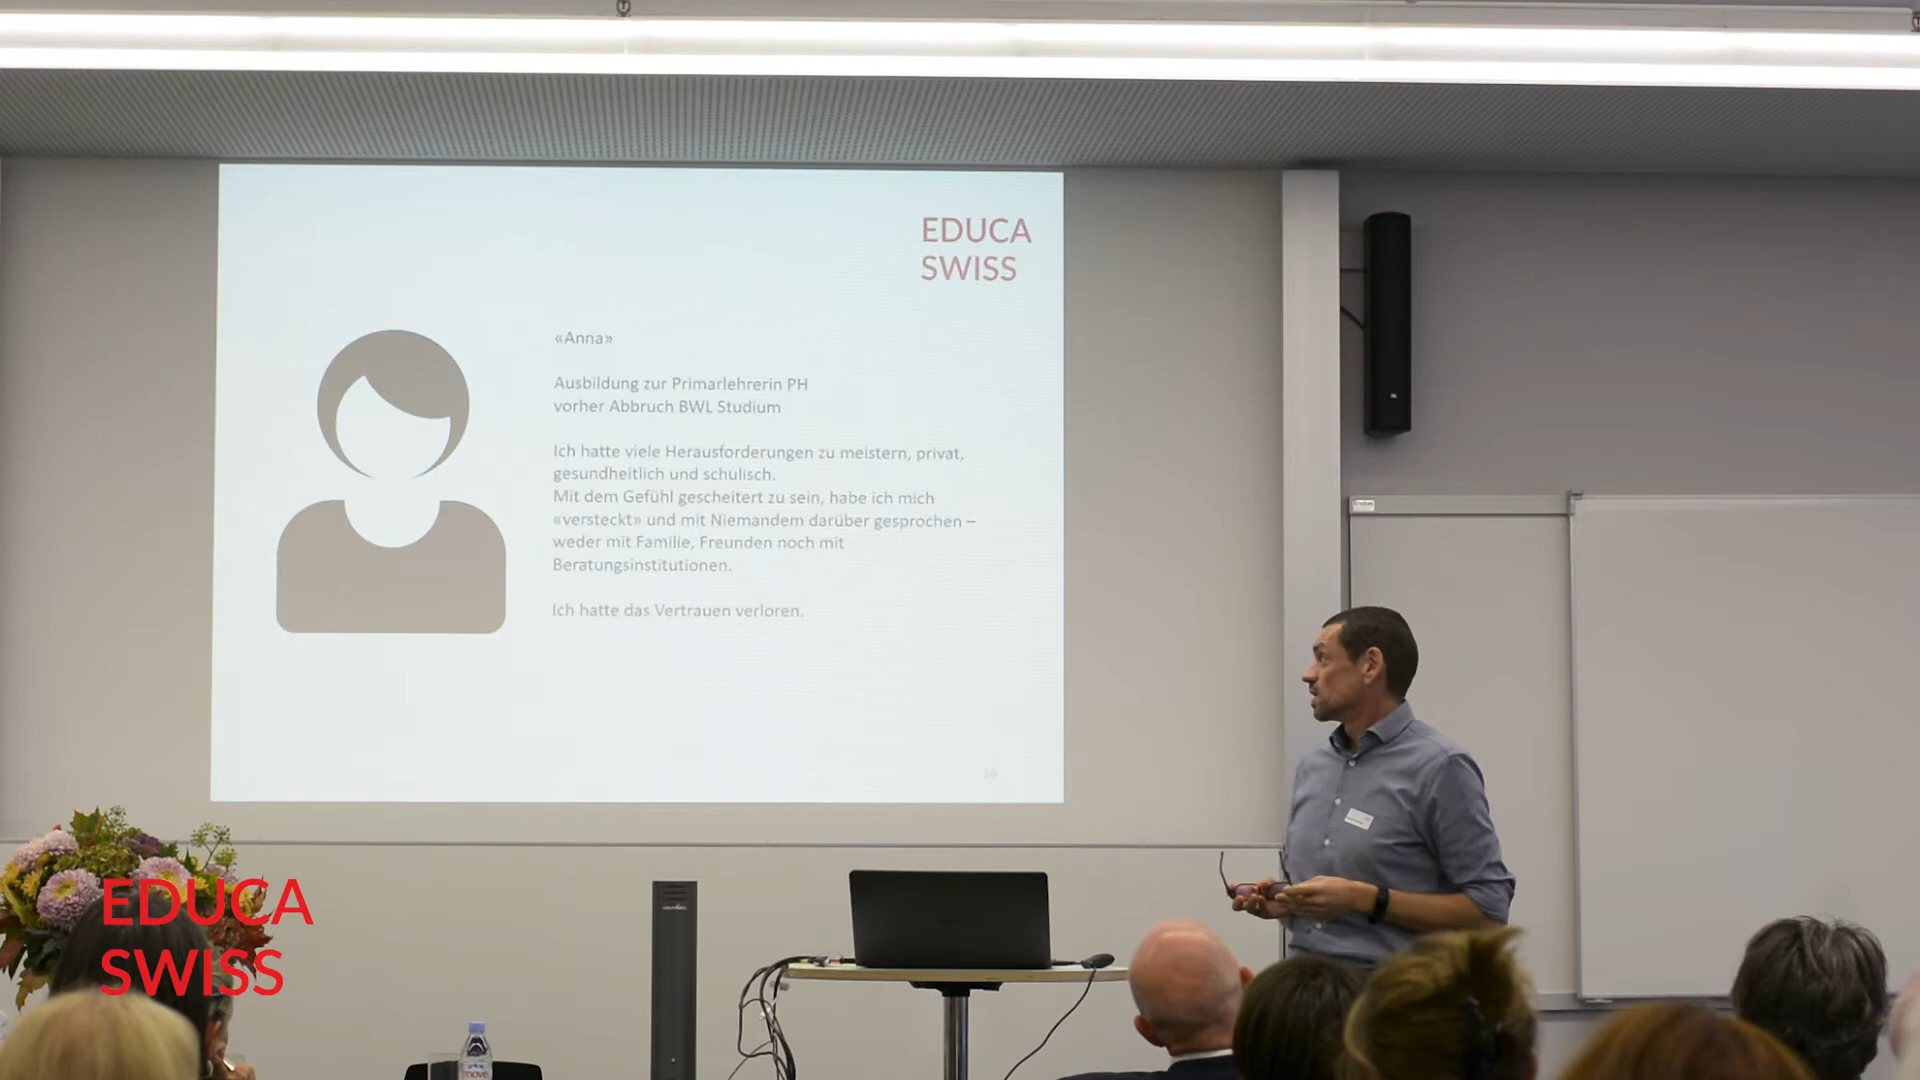 EDUCA
SWISS
«Anna»
Ausbildung zur Primarlehrerin PH
vorher Abbruch BWL Studium
Ich hatte viele Herausforderungen zu meistern, privat,
gesundheitlich und schulisch.
Mit dem Gefühl gescheitert zu sein, habe ich mich
«versteckt» und mit Niemandem darüber gesprochen –
weder mit Familie, Freunden noch mit
Beratungsinstitutionen.
Ich hatte das Vertrauen verloren.
EDUCA
SWISS
move